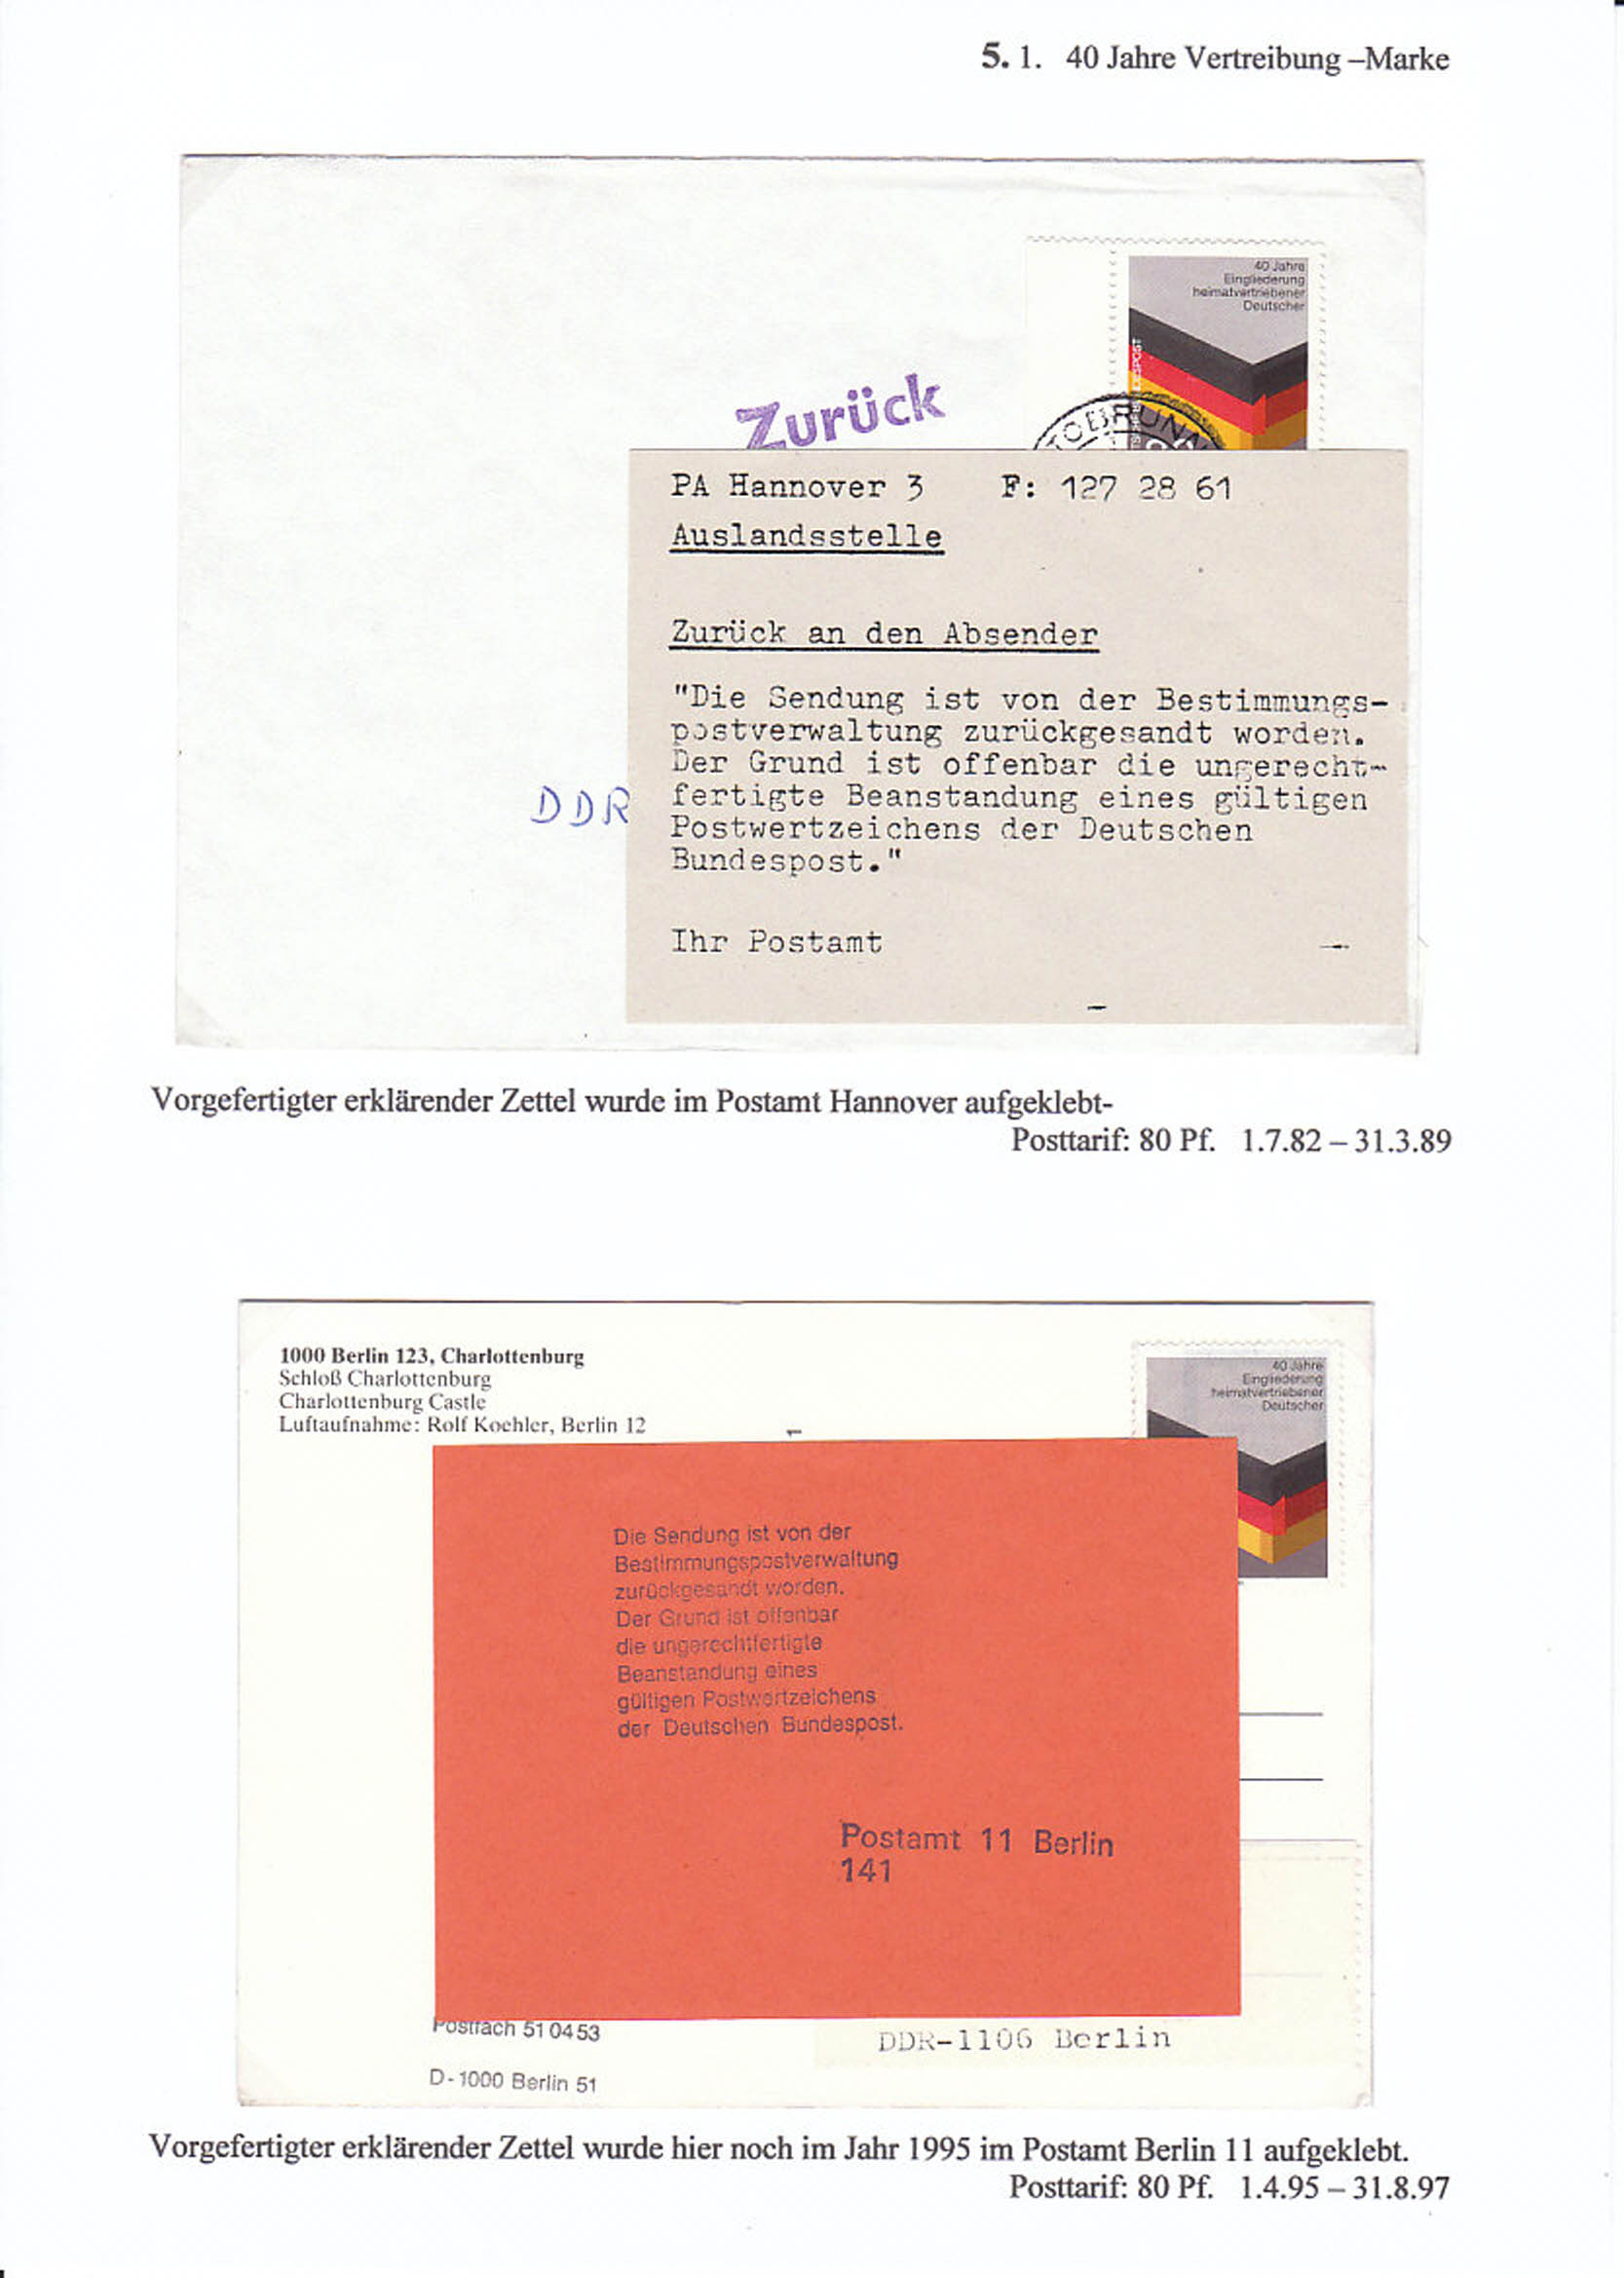 5. 1. 40 Jahre Vertreibung –Marke
40 Jahre
Eingliederung
heimatvertriebener
Deutscher
Zurück
PA Hannover 3 F: 127 28 61
Auslandsstelle
Zurück an den Absender
"Die Sendung ist von der Bestimmungs-
postverwaltung zurückgesandt worden.
Der Grund ist offenbar die ungerecht-
fertigte Beanstandung eines gültigen
Postwertzeichens der Deutschen
Bundespost."
DDR
Ihr Postamt
Vorgefertigter erklärender Zettel wurde im Postamt Hannover aufgeklebt-
Posttarif: 80 Pf. 1.7.82 – 31.3.89
1000 Berlin 123, Charlottenburg
Schloß Charlottenburg
Charlottenburg Castle
Luftaufnahme: Rolf Koehler, Berlin 12
40 Jahre
Eingliederung
heimatvertriebener
Deutscher
Die Sendung ist von der
Bestimmungspostverwaltung
zurückgesandt worden.
Der Grund ist offenbar
die ungerechtfertigte
Beanstandung eines
gültigen Postwertzeichens
der Deutschen Bundespost.
Postamt 11 Berlin
141
Postfach 51 04 53
DDR-1106 Berlin
D-1000 Berlin 51
Vorgefertigter erklärender Zettel wurde hier noch im Jahr 1995 im Postamt Berlin 11 aufgeklebt.
Posttarif: 80 Pf. 1.4.95 – 31.8.97